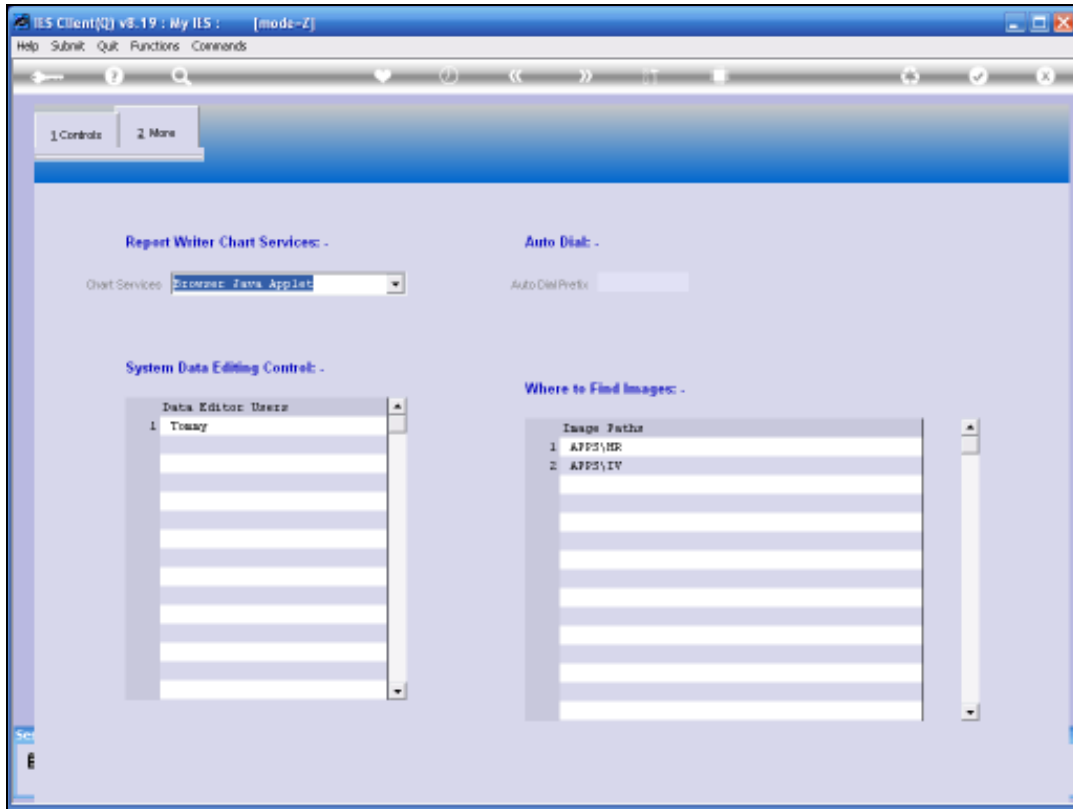 IES Client(Q) v8.19 : My IES : [mode=Z]
Help Submit Quit Functions Commands
1 Controls 2 More
Report Writer Chart Services: -
Auto Dial: -
Chart Services Browser Java Applet
Auto Dial Prefix
System Data Editing Control: -
Where to Find Images: -
Data Editor Users
1 Tommy
Image Paths
1 APPS\HR
2 APPS\IV